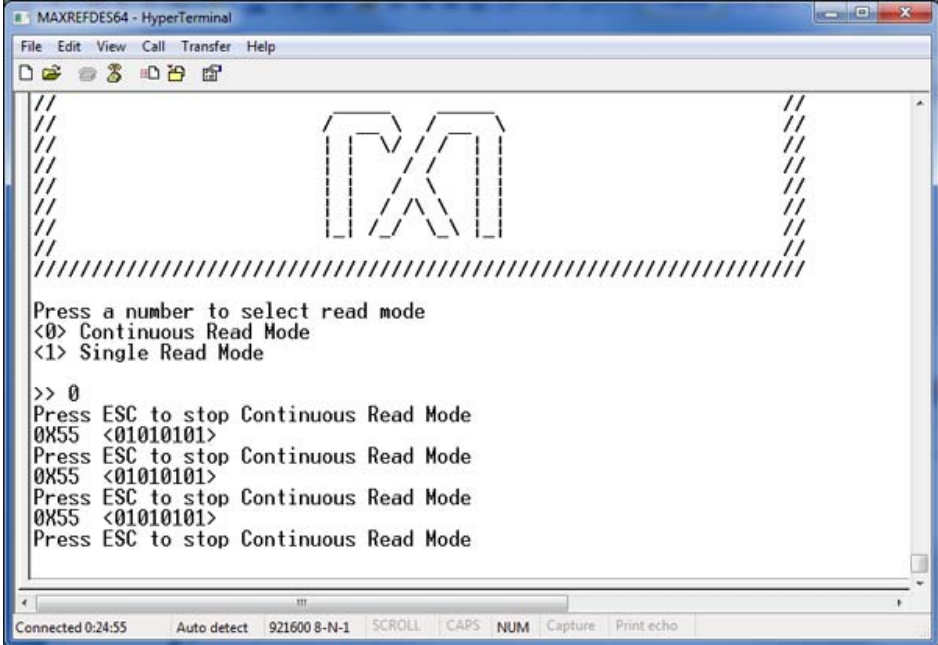 MAXREFDES64 - HyperTerminal
File Edit View Call Transfer Help
//////////////////////////////////////////////////////////////////
Press a number to select read mode
<0> Continuous Read Mode
<1> Single Read Mode
>> 0
Press ESC to stop Continuous Read Mode
0X55 <01010101>
Press ESC to stop Continuous Read Mode
0X55 <01010101>
Press ESC to stop Continuous Read Mode
0X55 <01010101>
Press ESC to stop Continuous Read Mode
Connected 0:24:55 Auto detect 921600 8-N-1 SCROLL CAPS NUM Capture Print echo